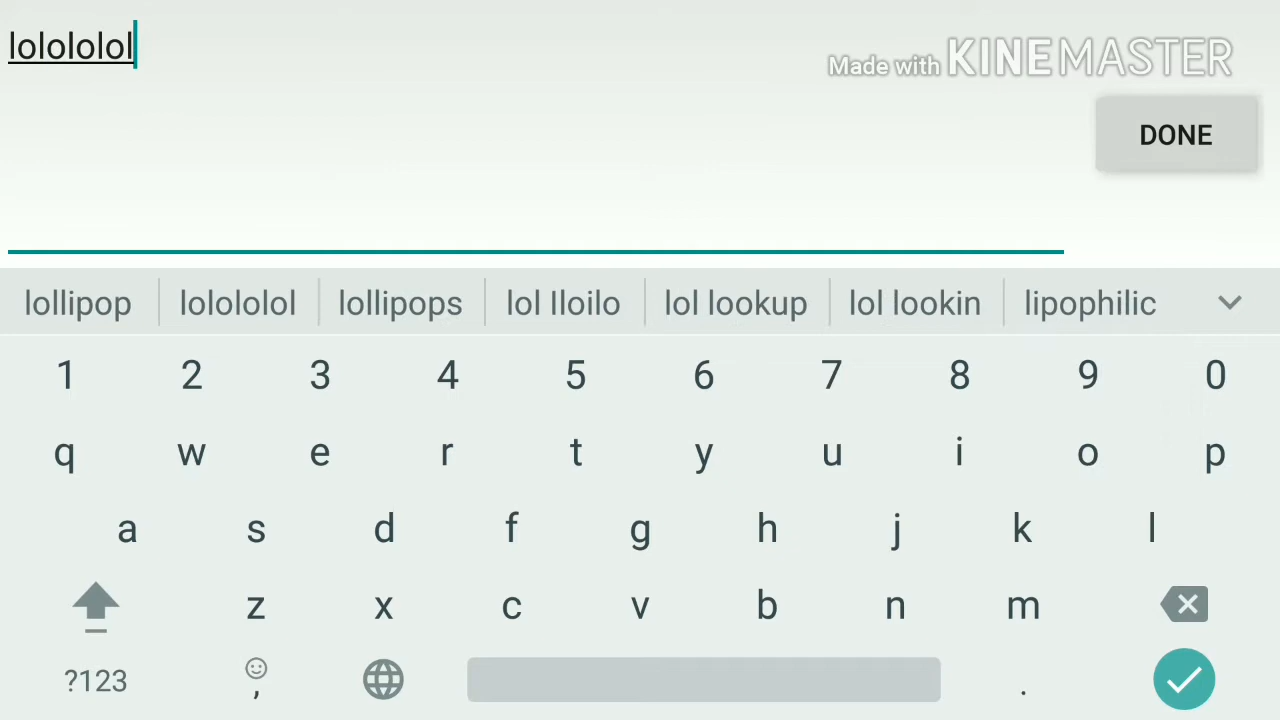 lolololol
Made with KINEMASTER
DONE
lollipop lolololol lollipops lol Iloilo lol lookup lol lookin lipophilic
1 2 3 4 5 6 7 8 9 0
q w e r t y u i o p
a s d f g h j k l
z x c v b n m
?123 , .